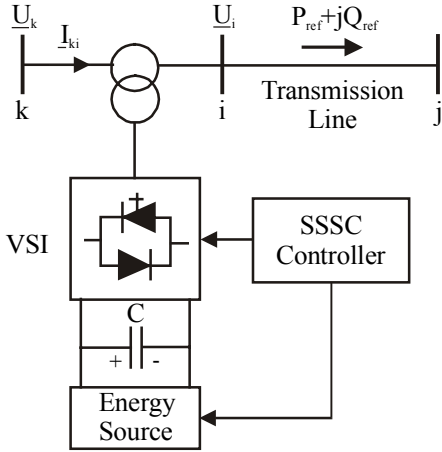 U_k
I_ki
U_i
P_ref+jQ_ref
k
i
j
Transmission
Line
VSI
SSSC
Controller
C
+ -
Energy
Source